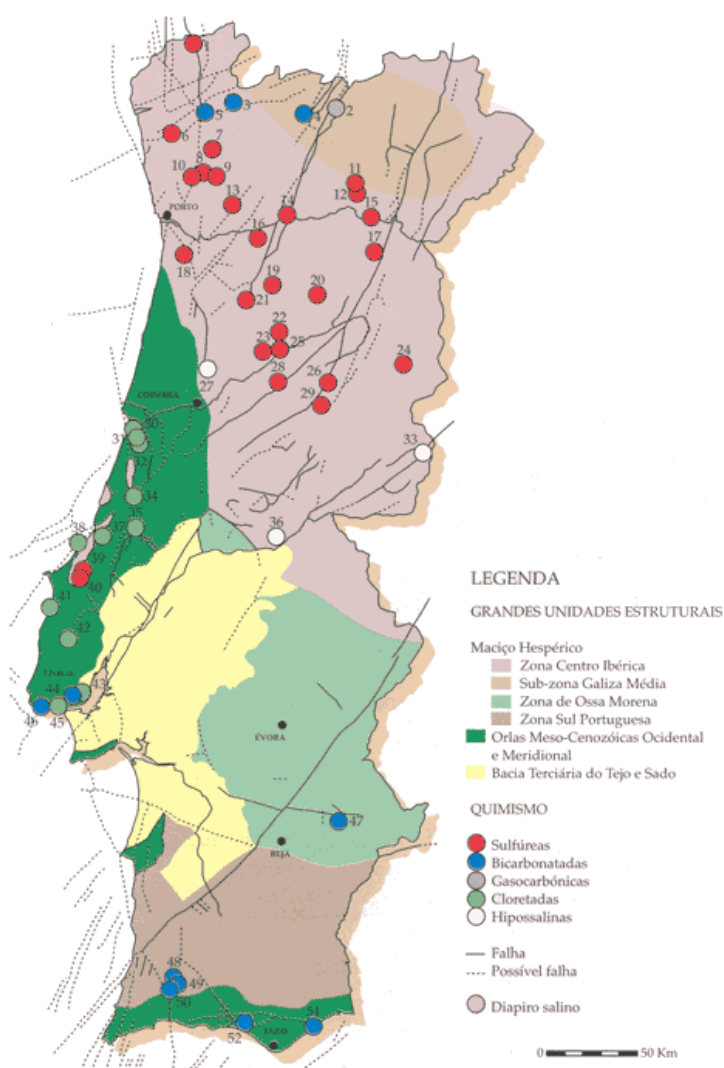 1
2
3
4
5
6
7
8
9
10
11
12
13
14
15
PORTO
16
17
18
19
20
21
22
23
25
24
26
28
27
29
COIMBRA
30
31
32
33
34
35
36
37
38
39
40
41
42
LISBOA
43
44
45
46
ÉVORA
47
BEJA
48
49
50
51
52
FARO
LEGENDA
GRANDES UNIDADES ESTRUTURAIS
Maciço Hespérico
Zona Centro Ibérica
Sub-zona Galiza Média
Zona de Ossa Morena
Zona Sul Portuguesa
Orlas Meso-Cenozóicas Ocidental
e Meridional
Bacia Terciária do Tejo e Sado
QUIMISMO
Sulfúreas
Bicarbonatadas
Gasocarbónicas
Cloretadas
Hipossalinas
Falha
Possível falha
Diapiro salino
0 50 Km